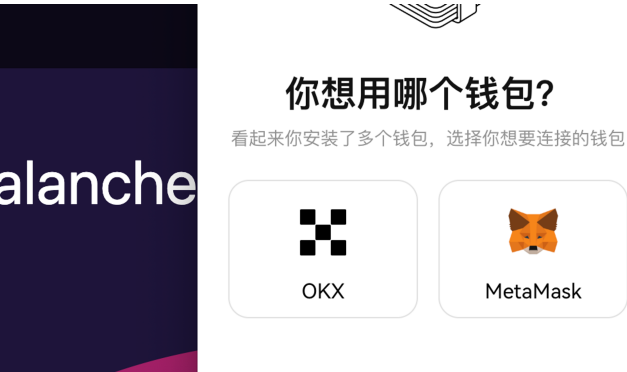 alanche
你想用哪个钱包?
看起来你安装了多个钱包，选择你想要连接的钱包
OKX
MetaMask